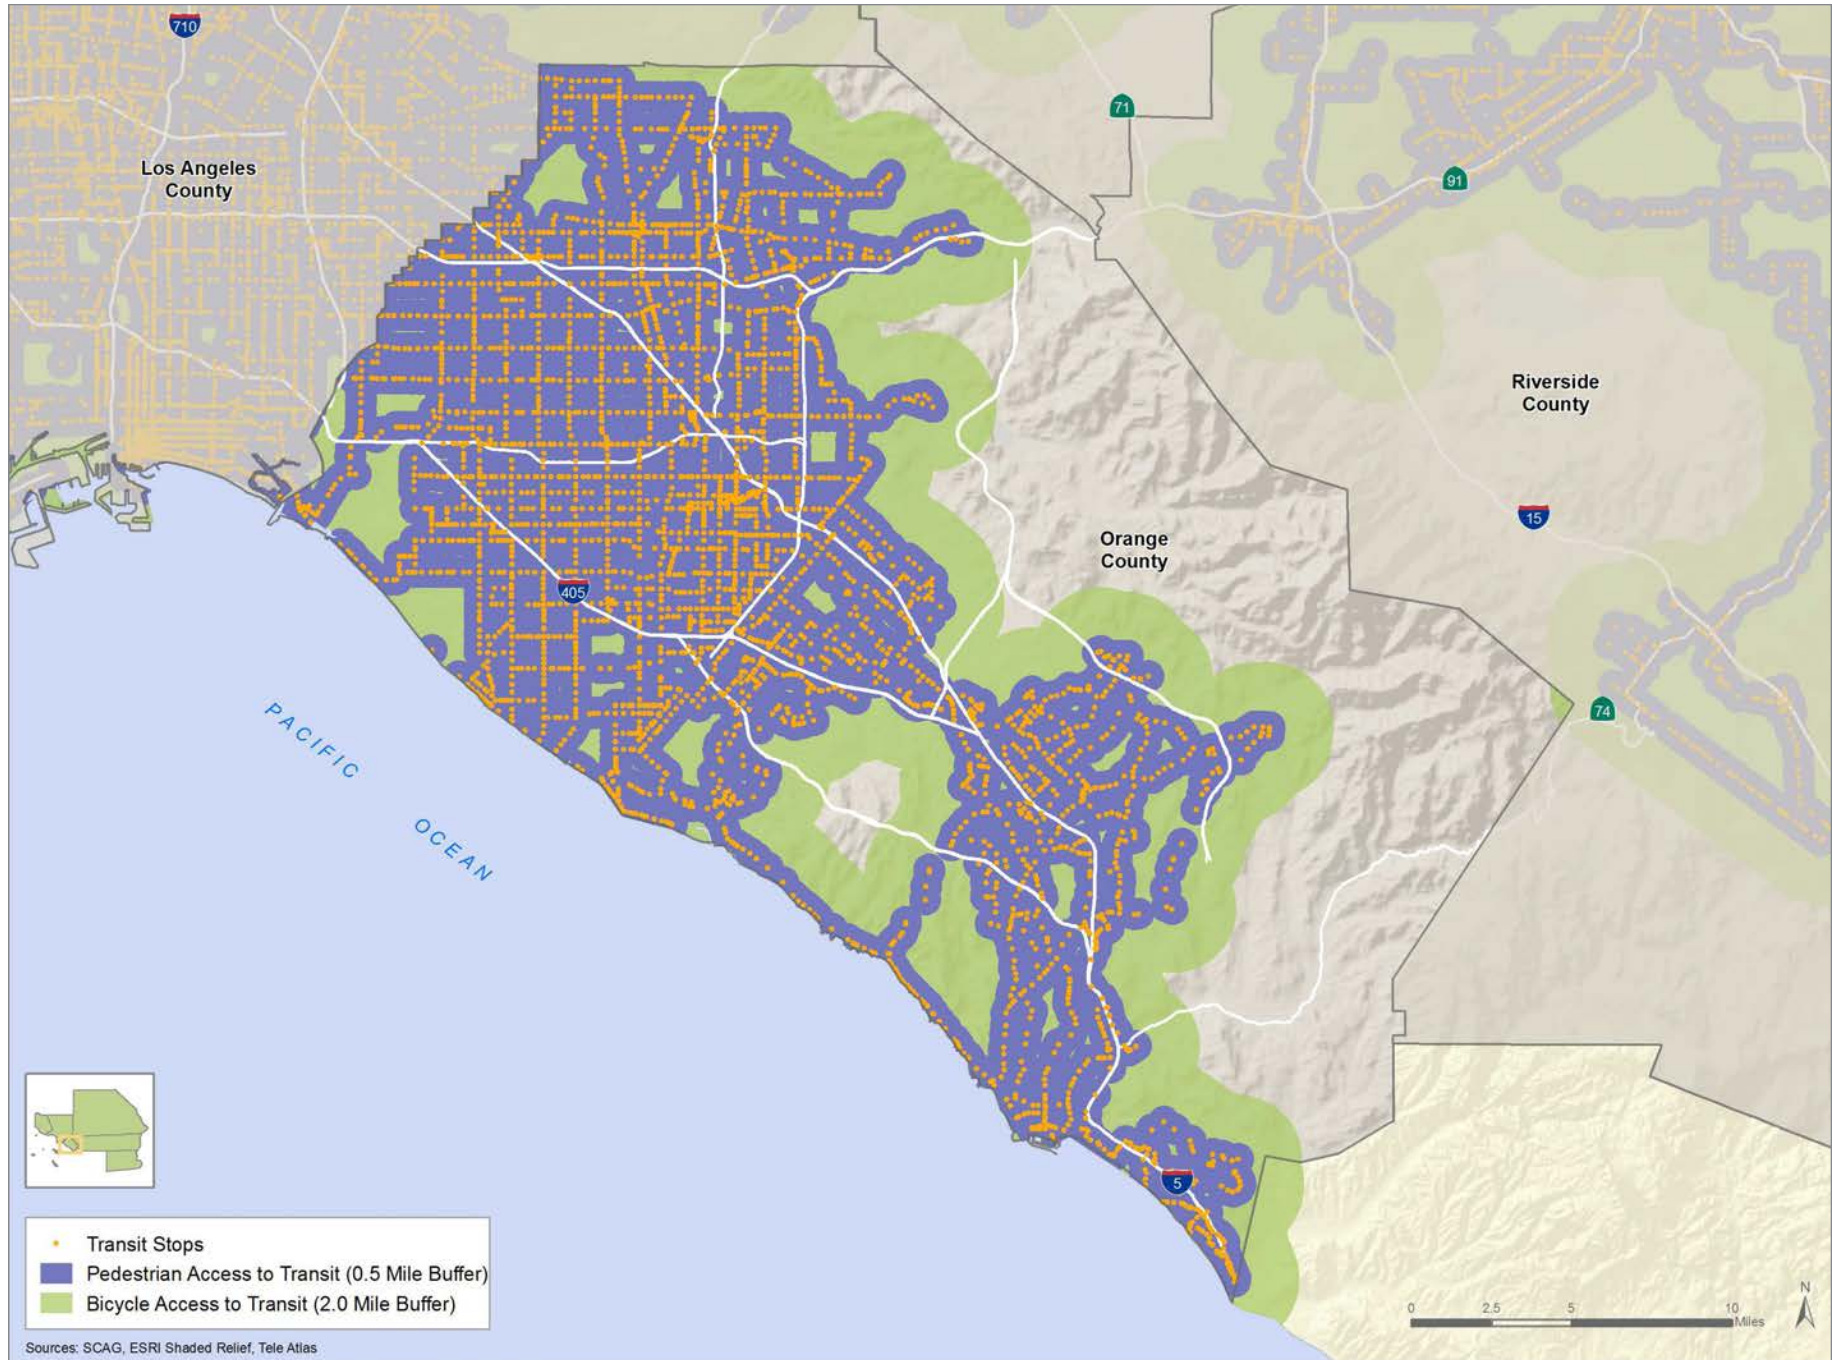 710
71
Los Angeles
County
91
Riverside
County
15
Orange
County
405
74
PACIFIC
OCEAN
5
Transit Stops
Pedestrian Access to Transit (0.5 Mile Buffer)
Bicycle Access to Transit (2.0 Mile Buffer)
N
0 2.5 5 10
Miles
Sources: SCAG, ESRI Shaded Relief, Tele Atlas